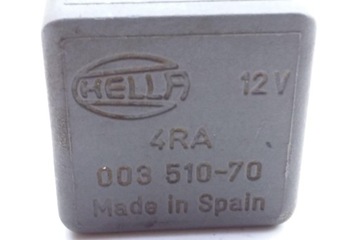 HELLA 12 V
4RA
003 510-70
Made in Spain